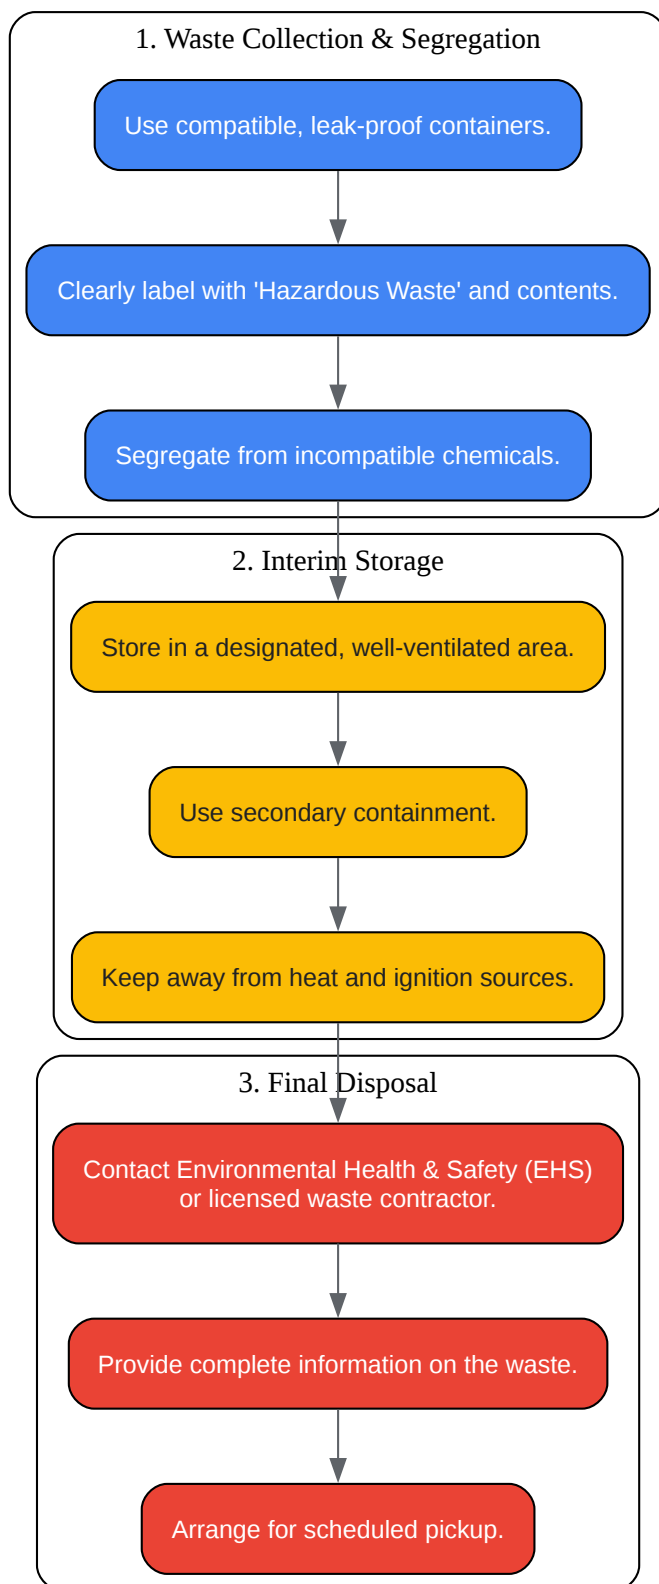 1. Waste Collection & Segregation
Use compatible, leak-proof containers.
Clearly label with 'Hazardous Waste' and contents.
Segregate from incompatible chemicals.
2. Interim Storage
Store in a designated, well-ventilated area.
Use secondary containment.
Keep away from heat and ignition sources.
3. Final Disposal
Contact Environmental Health & Safety (EHS)
or licensed waste contractor.
Provide complete information on the waste.
Arrange for scheduled pickup.